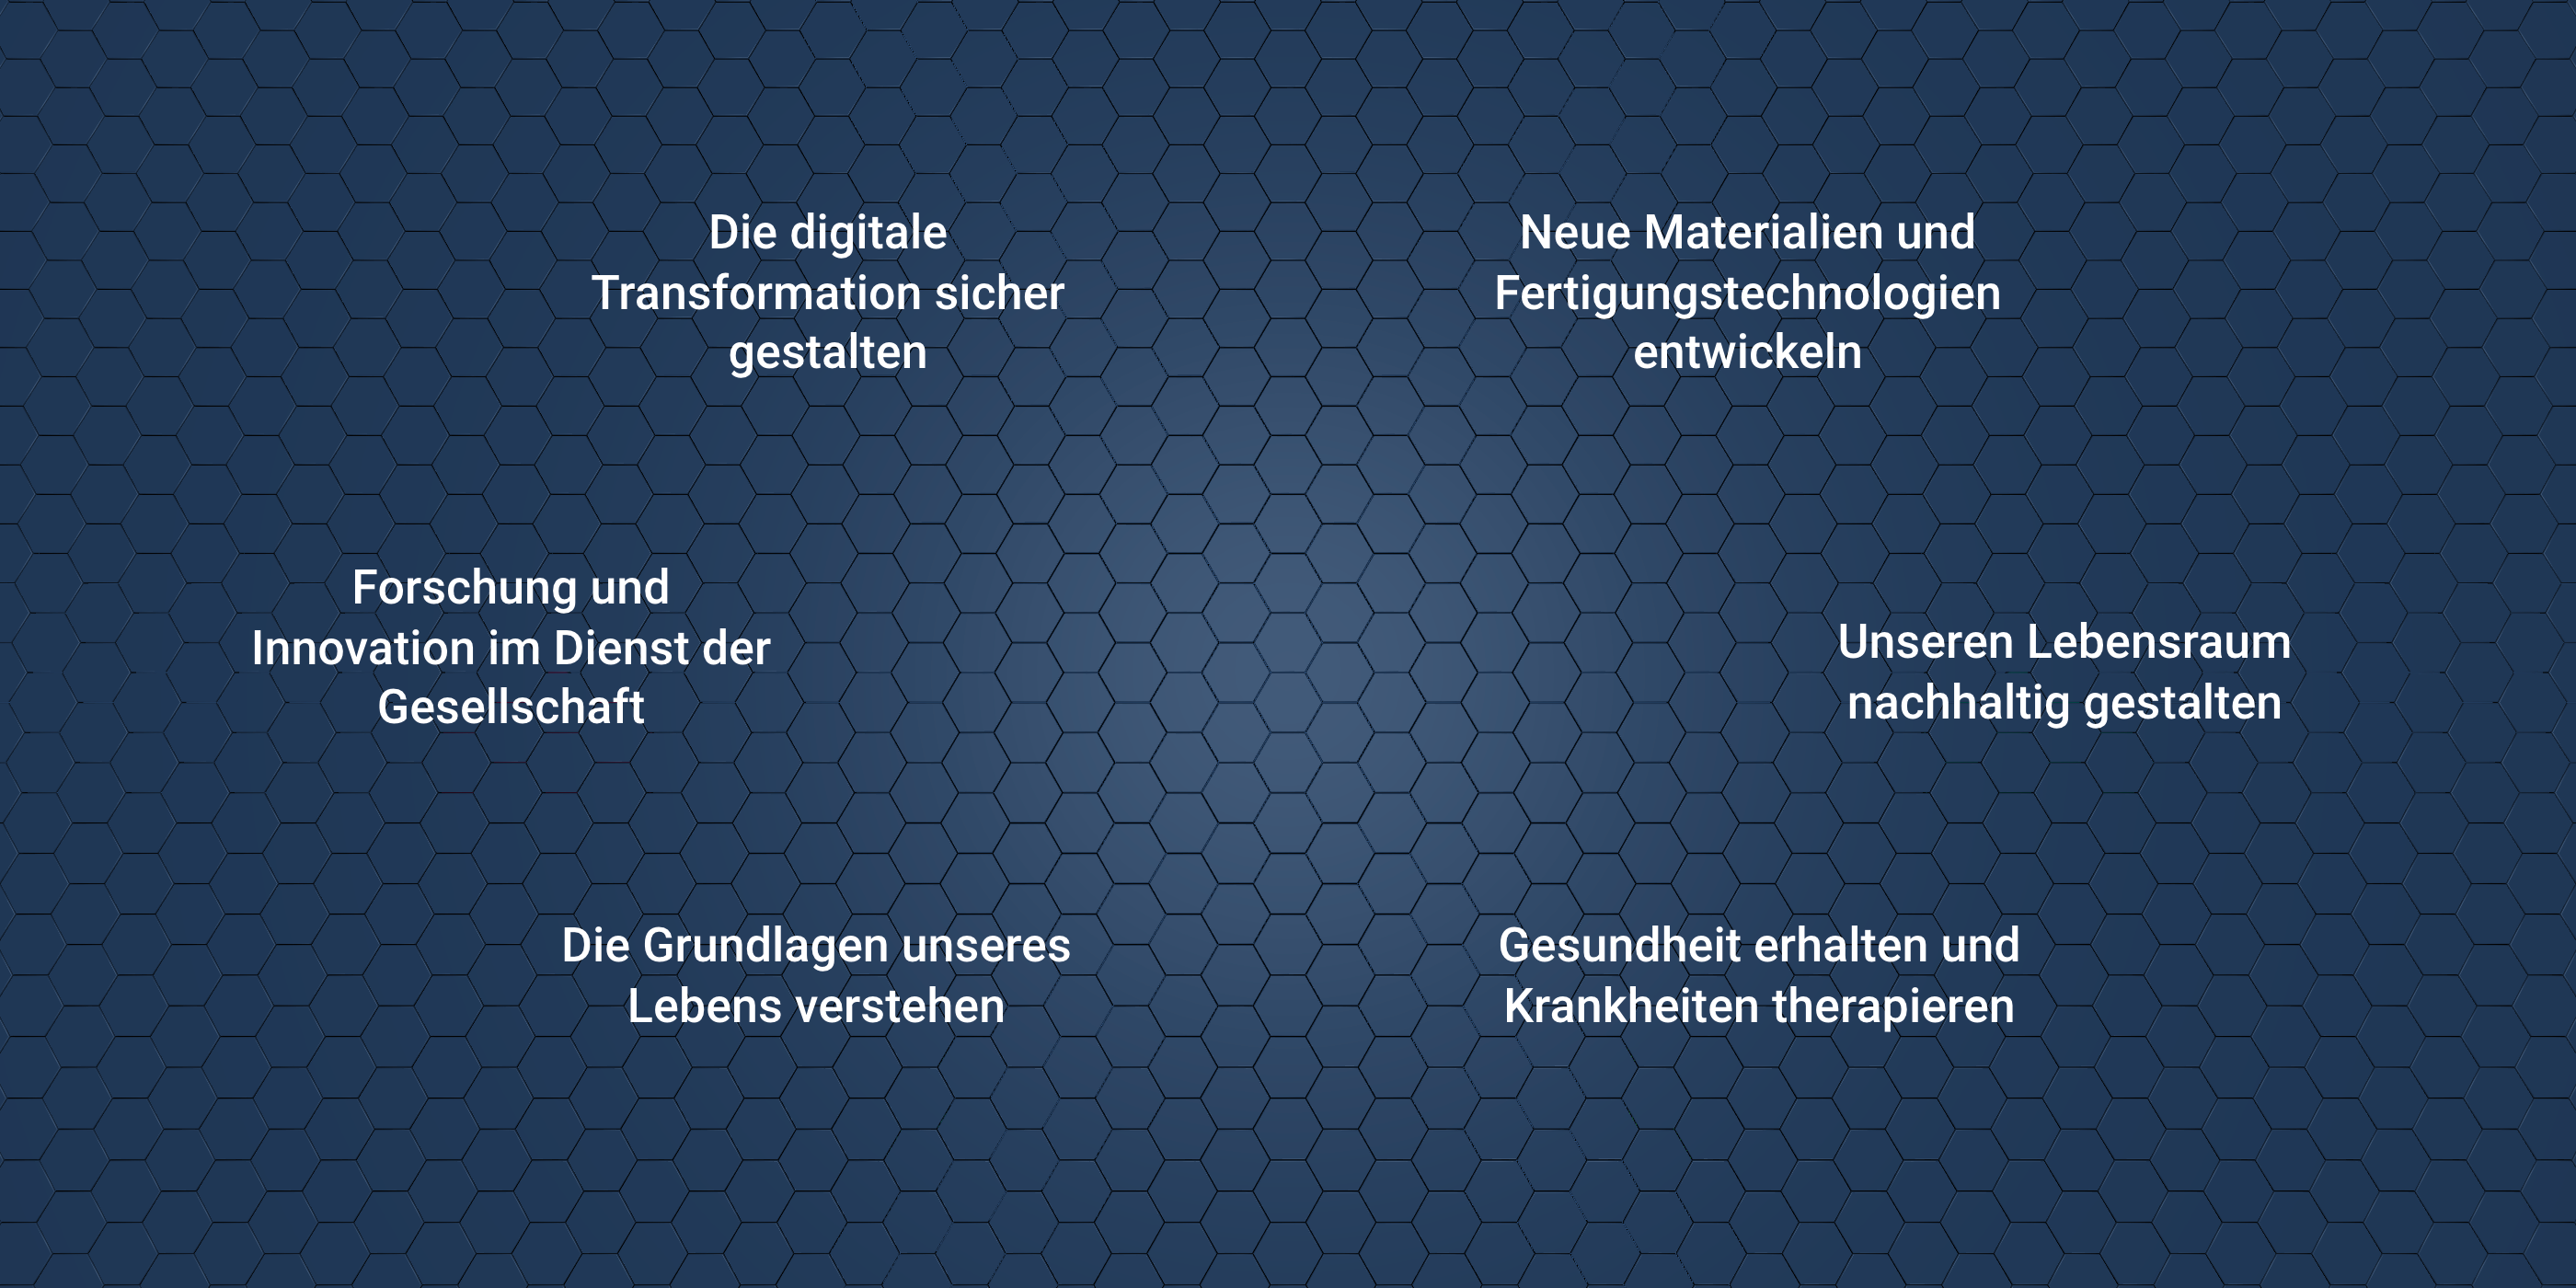 Die digitale
Transformation sicher
gestalten
Neue Materialien und
Fertigungstechnologien
entwickeln
Forschung und
Innovation im Dienst der
Gesellschaft
Unseren Lebensraum
nachhaltig gestalten
Die Grundlagen unseres
Lebens verstehen
Gesundheit erhalten und
Krankheiten therapieren